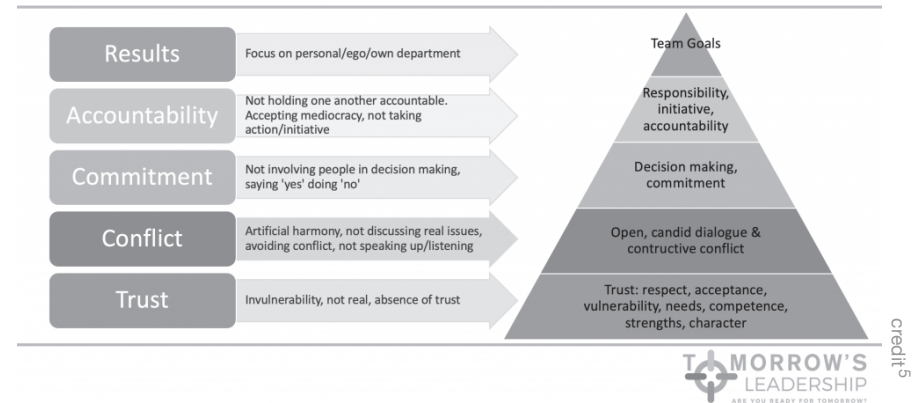 Results
Focus on personal/ego/own department
Accountability
Not holding one another accountable.
Accepting mediocracy, not taking
action/initiative
Commitment
Not involving people in decision making,
saying 'yes' doing 'no'
Conflict
Artificial harmony, not discussing real issues,
avoiding conflict, not speaking up/listening
Trust
Invulnerability, not real, absence of trust
Team Goals
Responsibility,
initiative,
accountability
Decision making,
commitment
Open, candid dialogue &
contructive conflict
Trust: respect, acceptance,
vulnerability, needs, competence,
strengths, character
TOMORROW'S
LEADERSHIP
ARE YOU READY FOR TOMORROW?
credit5